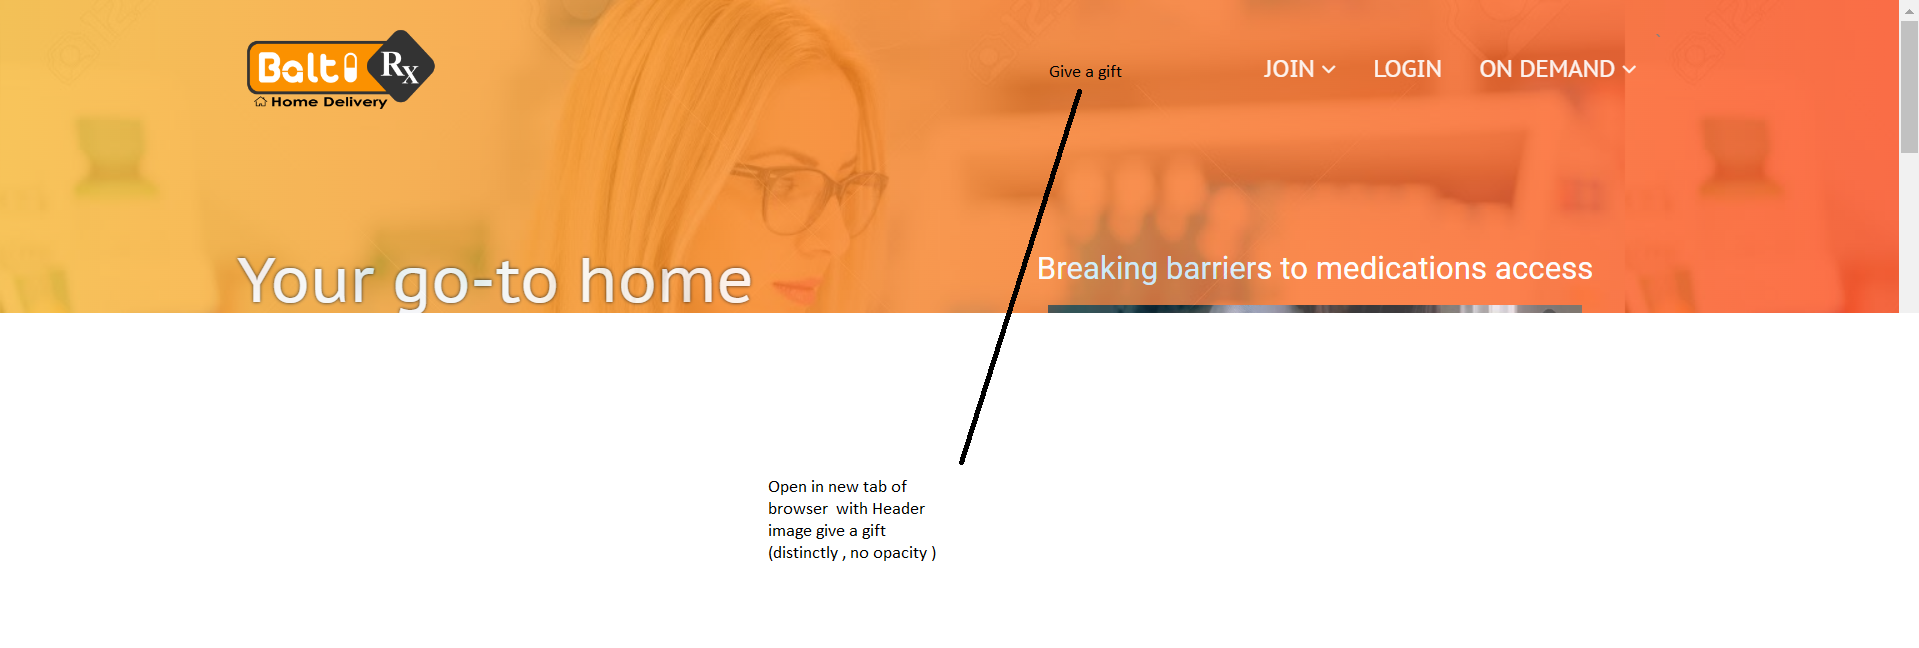 Balt
Rx
Home Delivery
Give a gift
JOIN
LOGIN
ON DEMAND
Your go-to home
Breaking barriers to medications access
Open in new tab of
browser with Header
image give a gift
(distinctly , no opacity )